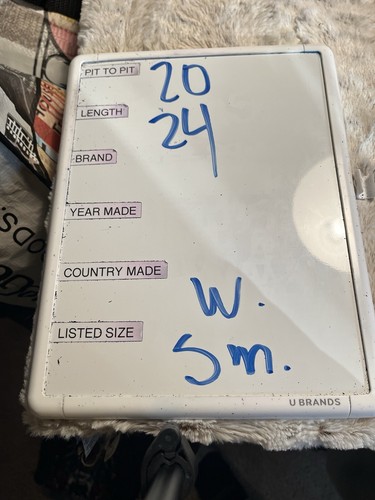 PIT TO PIT 20
LENGTH 24
BRAND
YEAR MADE
COUNTRY MADE
W.
LISTED SIZE Sm.
U BRANDS